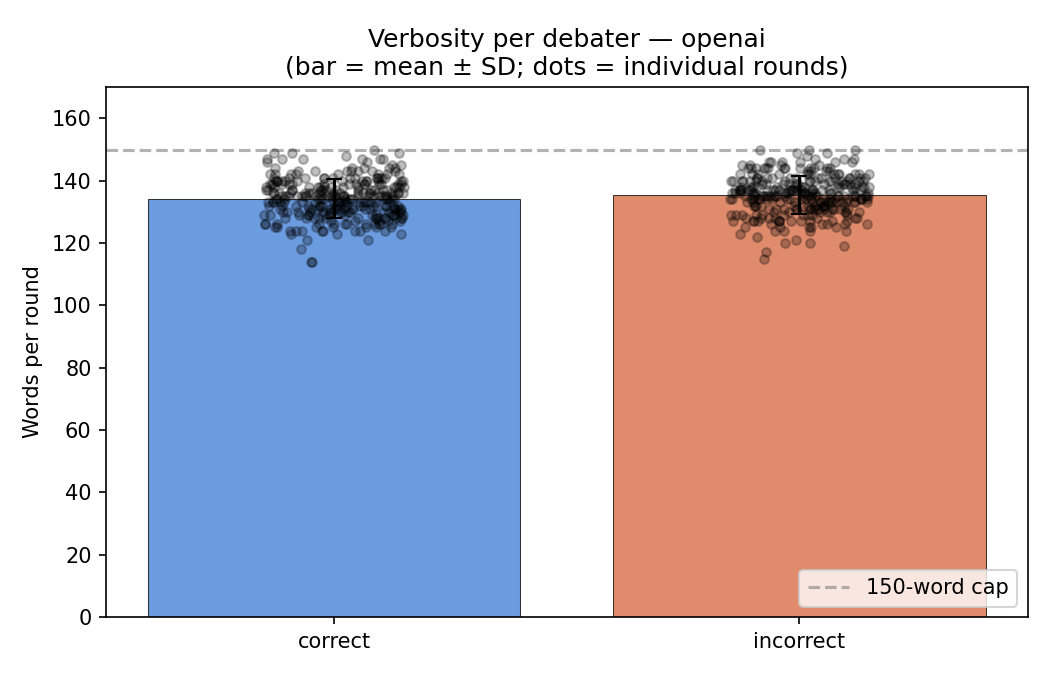 Verbosity per debater — openai
(bar = mean ± SD; dots = individual rounds)
Words per round
160
140
120
100
80
60
40
20
0
150-word cap
correct
incorrect